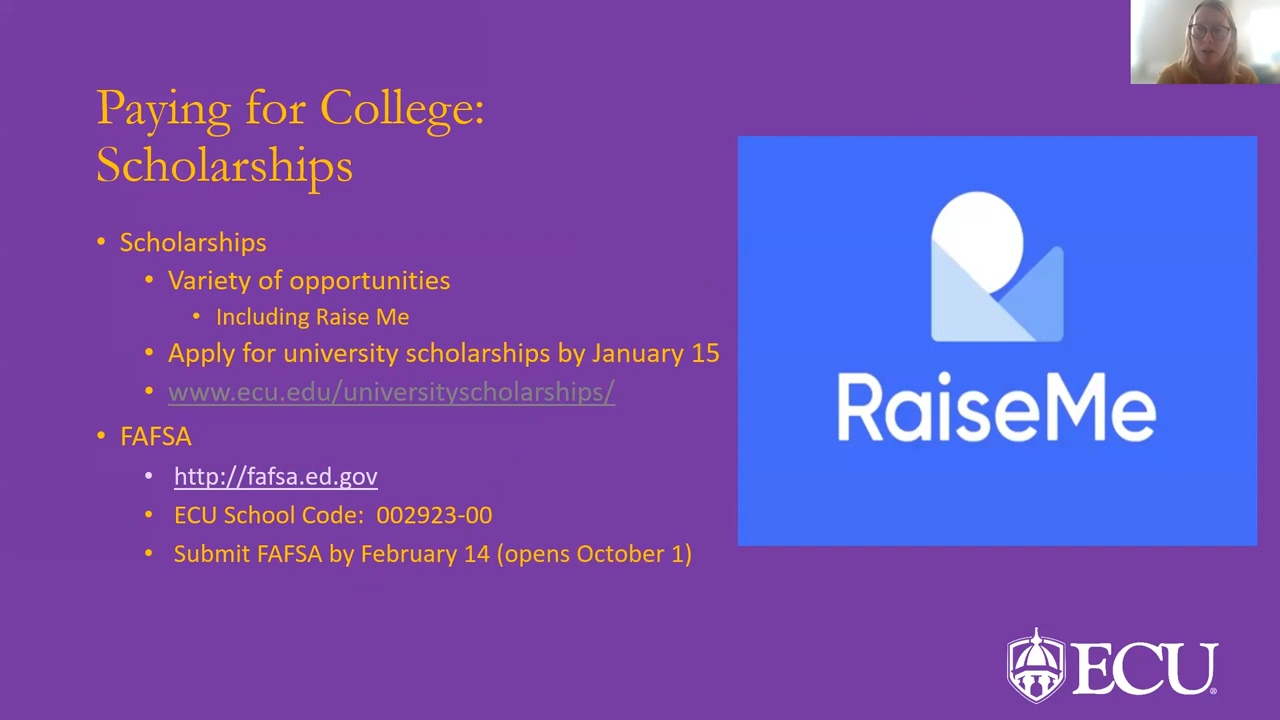 Paying for College:
Scholarships
• Scholarships
• Variety of opportunities
• Including Raise Me
• Apply for university scholarships by January 15
• www.ecu.edu/universityscholarships/
• FAFSA
• http://fafsa.ed.gov
• ECU School Code: 002923-00
• Submit FAFSA by February 14 (opens October 1)
RaiseMe
ECU®